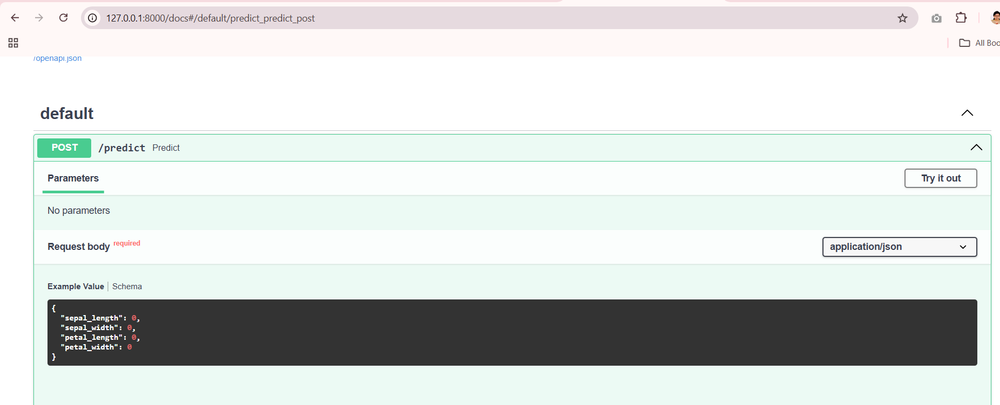 127.0.0.1:8000/docs#/default/predict_predict_post
All Boo
/openapi.json
default
POST /predict Predict
Parameters
Try it out
No parameters
Request body required
application/json
Example Value | Schema
{
"sepal_length": 0,
"sepal_width": 0,
"petal_length": 0,
"petal_width": 0
}